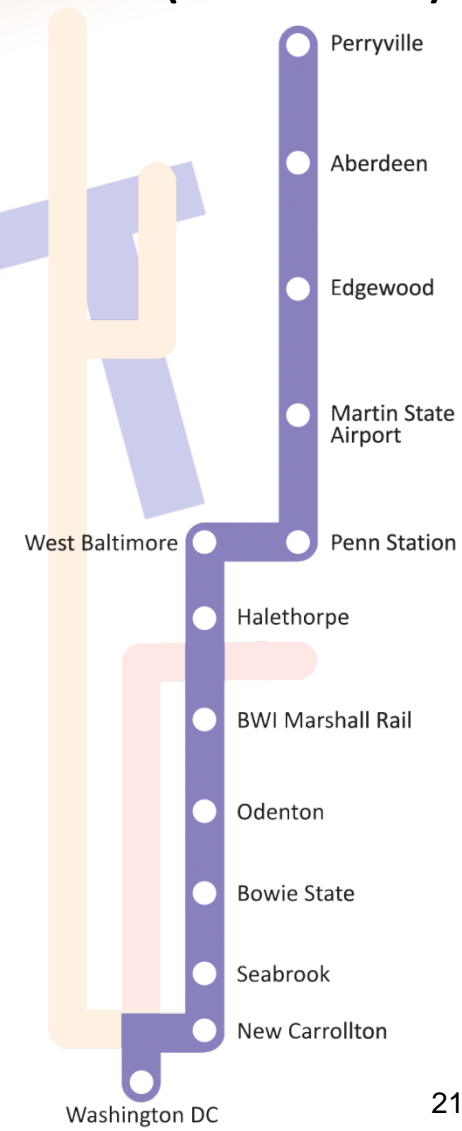 Perryville
Aberdeen
Edgewood
Martin State
Airport
West Baltimore
Penn Station
Halethorpe
BWI Marshall Rail
Odenton
Bowie State
Seabrook
New Carrollton
Washington DC
21